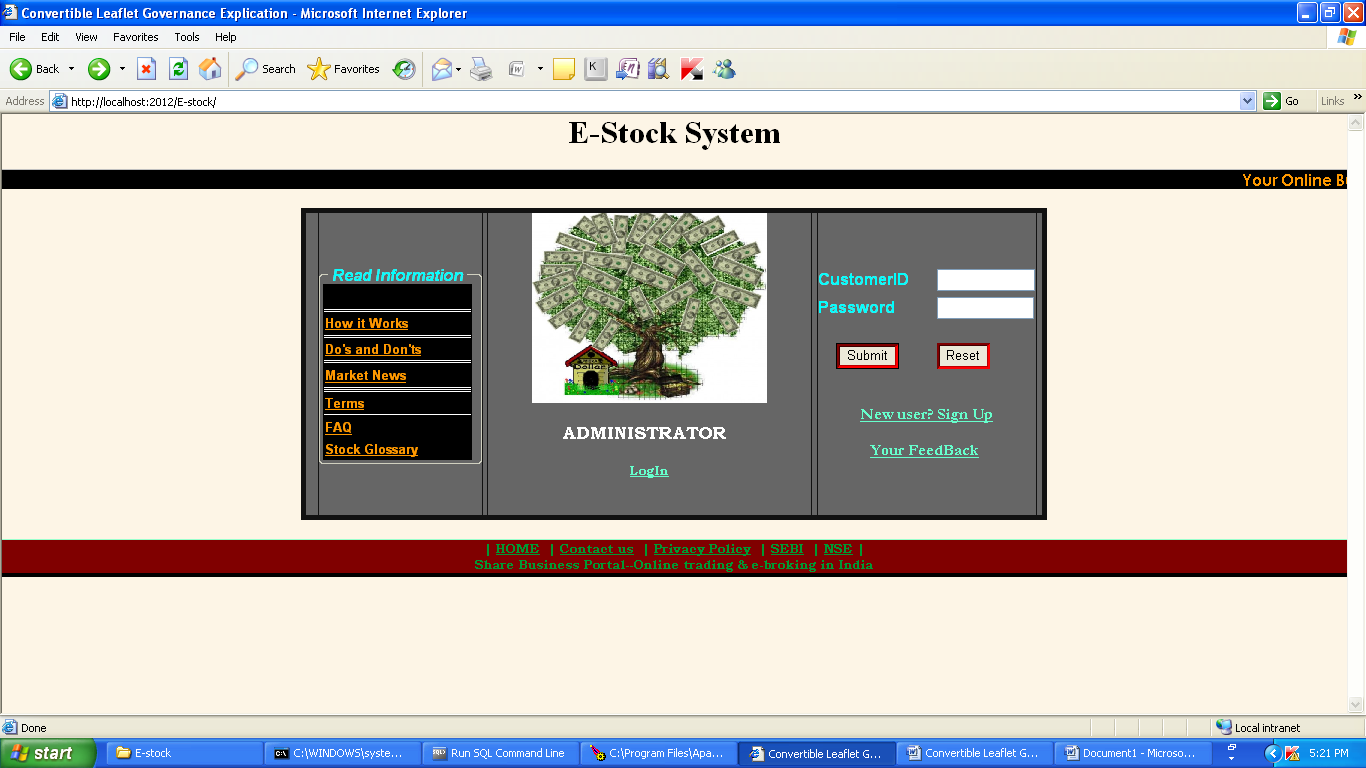 Convertible Leaflet Governance Explication - Microsoft Internet Explorer
File Edit View Favorites Tools Help
Back Search Favorites
Address http://localhost:2012/E-stock/ Go Links »
E-Stock System
Your Online B
Read Information
How it Works
Do's and Don'ts
Market News
Terms
FAQ
Stock Glossary
Dollar
ADMINISTRATOR
LogIn
CustomerID
Password
Submit Reset
New user? Sign Up
Your FeedBack
| HOME | Contact us | Privacy Policy | SEBI | NSE |
Share Business Portal--Online trading & e-broking in India
Done Local intranet
start E-stock C:\WINDOWS\syste... Run SQL Command Line C:\Program Files\Apa... Convertible Leaflet G... Convertible Leaflet G... Document1 - Microso... 5:21 PM